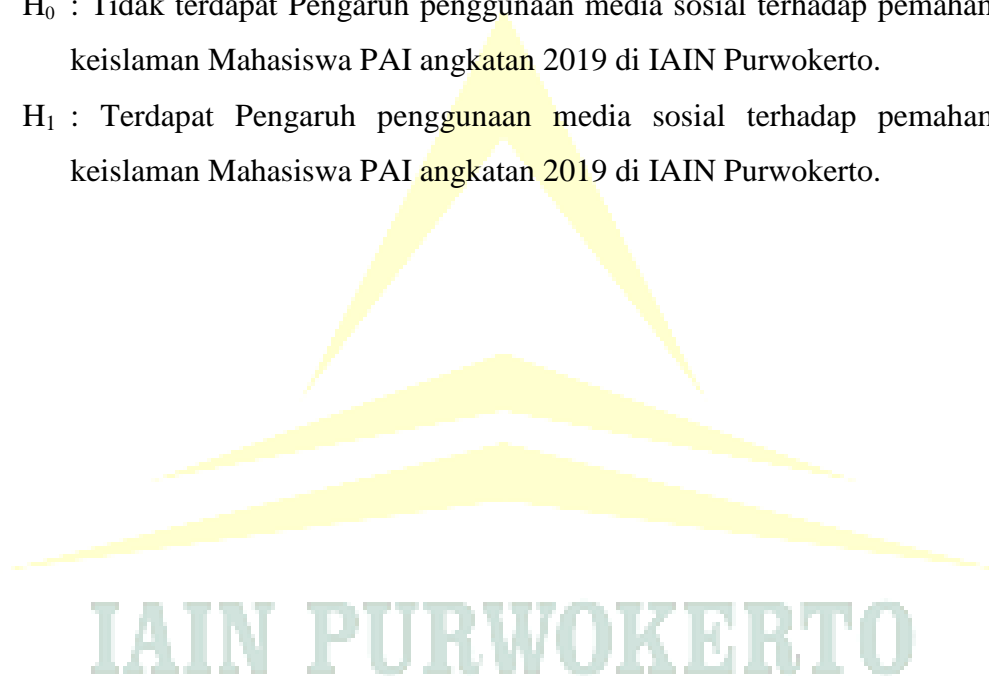 H₀ : Tidak terdapat Pengaruh penggunaan media sosial terhadap pemahan
keislaman Mahasiswa PAI angkatan 2019 di IAIN Purwokerto.
H₁ : Terdapat Pengaruh penggunaan media sosial terhadap pemahan
keislaman Mahasiswa PAI angkatan 2019 di IAIN Purwokerto.
IAIN PURWOKERTO